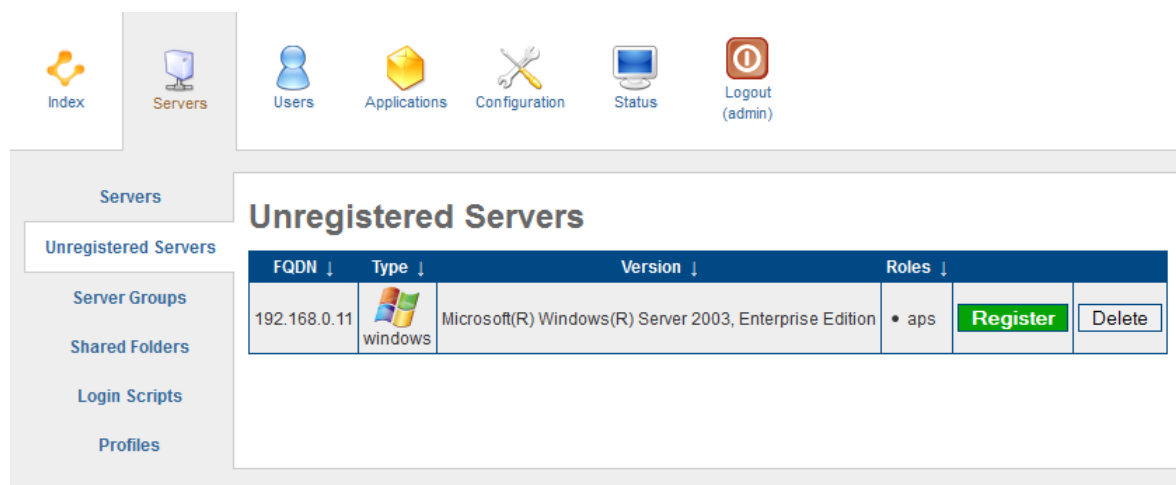 Index
Servers
Users
Applications
Configuration
Status
Logout
(admin)
Servers
Unregistered Servers
Server Groups
Shared Folders
Login Scripts
Profiles
Unregistered Servers
FQDN ↓ Type ↓ Version ↓ Roles ↓
192.168.0.11 windows Microsoft(R) Windows(R) Server 2003, Enterprise Edition • aps Register Delete